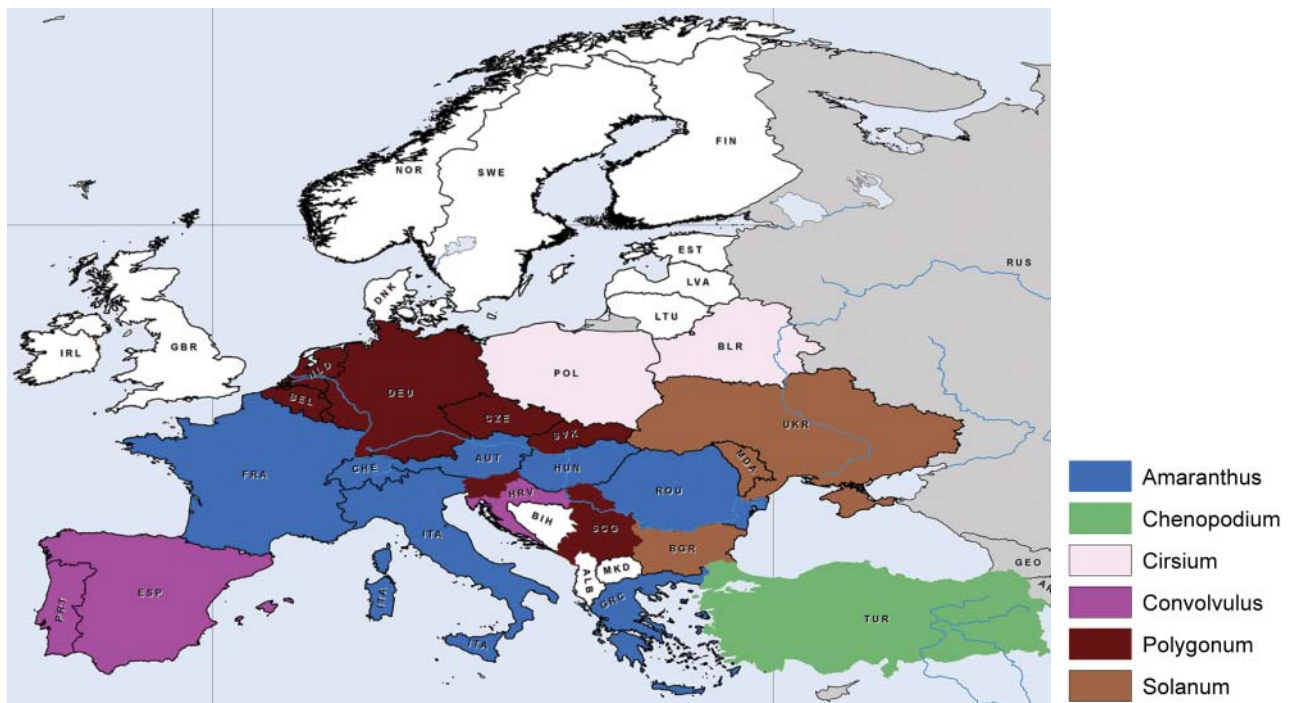 FIN
NOR
SWE
EST
RUS
LVA
DNK
LTU
IRL
GBR
BLR
POL
NLD
DEU
BEL
CZE
UKR
SVK
MDA
AUT
CHE
HUN
FRA
ROU
HRV
BIH
SCG
ITA
BGR
GEO
MKD
ALB
ESP
PRT
ITA
GRC
TUR
ITA
Amaranthus
Chenopodium
Cirsium
Convolvulus
Polygonum
Solanum